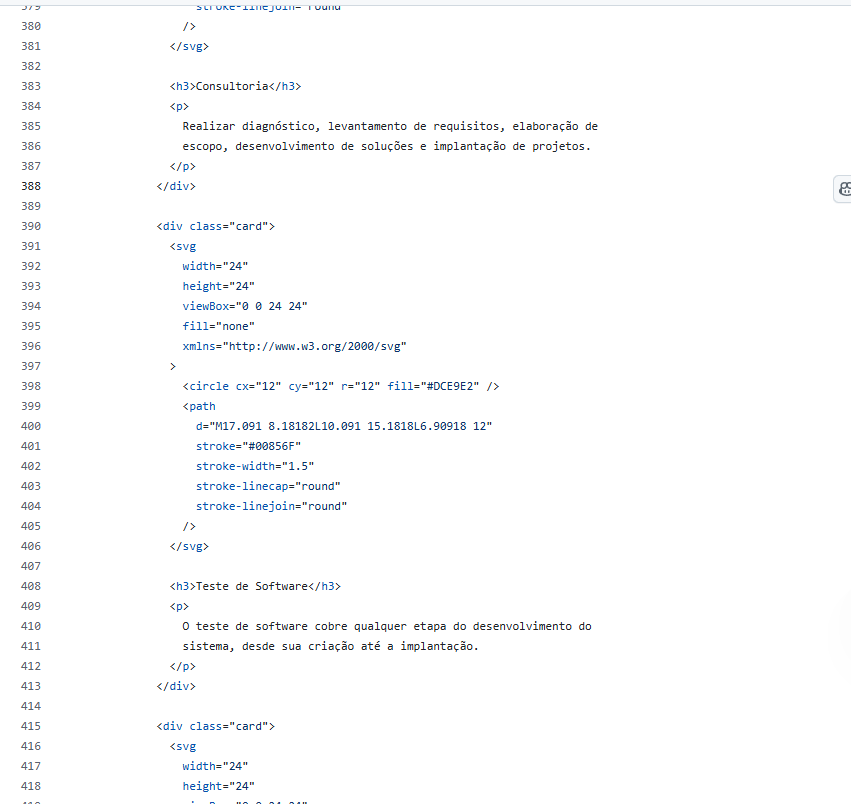 379 stroke-linejoin="round"
380 />
381 </svg>
382
383 <h3>Consultoria</h3>
384 <p>
385 Realizar diagnóstico, levantamento de requisitos, elaboração de
386 escopo, desenvolvimento de soluções e implantação de projetos.
387 </p>
388 </div>
389
390 <div class="card">
391 <svg
392 width="24"
393 height="24"
394 viewBox="0 0 24 24"
395 fill="none"
396 xmlns="http://www.w3.org/2000/svg"
397 >
398 <circle cx="12" cy="12" r="12" fill="#DCE9E2" />
399 <path
400 d="M17.091 8.18182L10.091 15.1818L6.90918 12"
401 stroke="#00856F"
402 stroke-width="1.5"
403 stroke-linecap="round"
404 stroke-linejoin="round"
405 />
406 </svg>
407
408 <h3>Teste de Software</h3>
409 <p>
410 O teste de software cobre qualquer etapa do desenvolvimento do
411 sistema, desde sua criação até a implantação.
412 </p>
413 </div>
414
415 <div class="card">
416 <svg
417 width="24"
418 height="24"
419 viewBox="0 0 24 24"